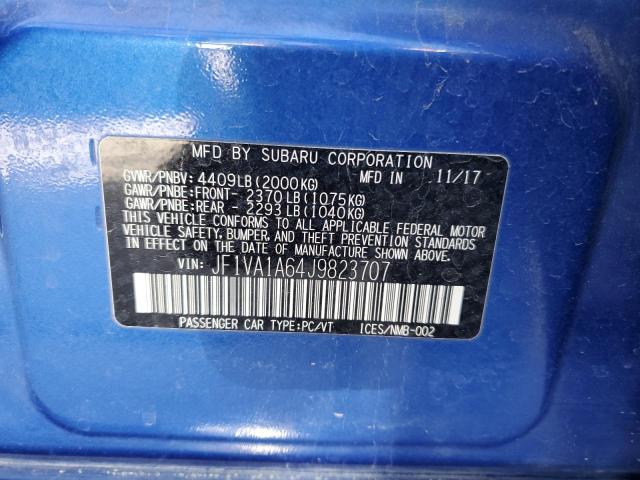 MFD BY SUBARU CORPORATION
GVWR/PNBV: 4409LB(2000KG) MFD IN 11/17
GAWR/PNBE:FRONT- 2370LB(1075KG)
GAWR/PNBE:REAR - 2293LB(1040KG)
THIS VEHICLE CONFORMS TO ALL APPLICABLE FEDERAL MOTOR
VEHICLE SAFETY, BUMPER, AND THEFT PREVENTION STANDARDS
IN EFFECT ON THE DATE OF MANUFACTURE SHOWN ABOVE.
VIN: JF1VA1A64J9823707
PASSENGER CAR TYPE:PC/VT ICES/NMB-002